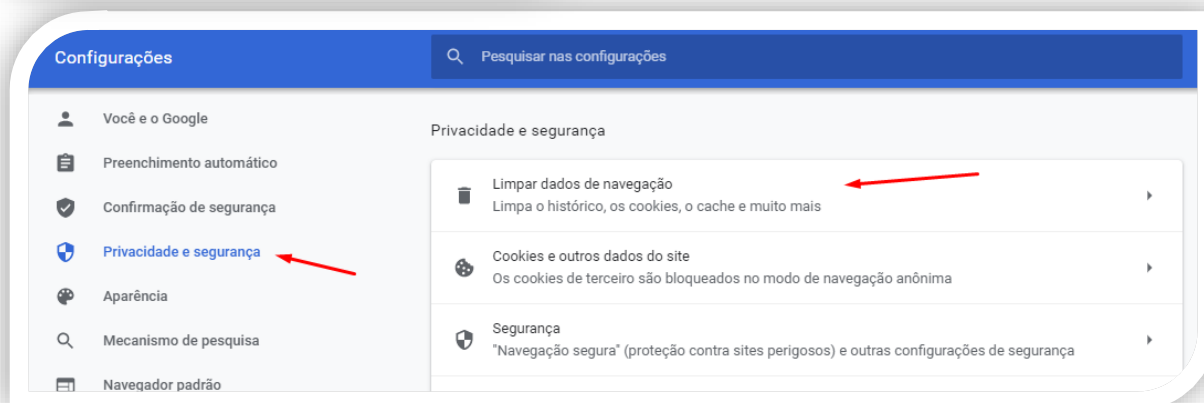 Configurações
Pesquisar nas configurações
Você e o Google
Preenchimento automático
Confirmação de segurança
Privacidade e segurança
Aparência
Mecanismo de pesquisa
Navegador padrão
Privacidade e segurança
Limpar dados de navegação
Limpa o histórico, os cookies, o cache e muito mais
Cookies e outros dados do site
Os cookies de terceiro são bloqueados no modo de navegação anônima
Segurança
"Navegação segura" (proteção contra sites perigosos) e outras configurações de segurança